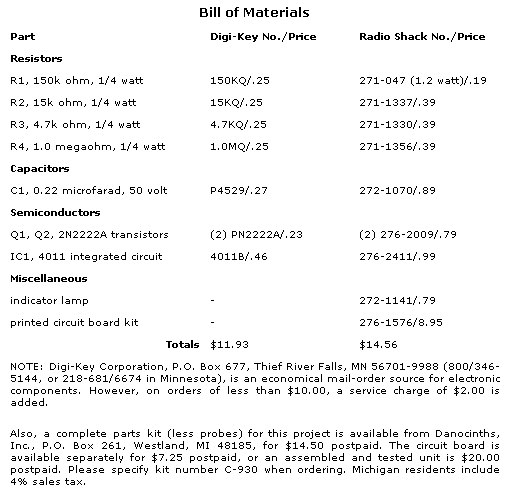 Bill of Materials
Part Digi-Key No./Price Radio Shack No./Price
Resistors
R1, 150k ohm, 1/4 watt 150KQ/.25 271-047 (1.2 watt)/.19
R2, 15k ohm, 1/4 watt 15KQ/.25 271-1337/.39
R3, 4.7k ohm, 1/4 watt 4.7KQ/.25 271-1330/.39
R4, 1.0 megaohm, 1/4 watt 1.0MQ/.25 271-1356/.39
Capacitors
C1, 0.22 microfarad, 50 volt P4529/.27 272-1070/.89
Semiconductors
Q1, Q2, 2N2222A transistors (2) PN2222A/.23 (2) 276-2009/.79
IC1, 4011 integrated circuit 4011B/.46 276-2411/.99
Miscellaneous
indicator lamp - 272-1141/.79
printed circuit board kit - 276-1576/8.95
Totals $11.93 $14.56
NOTE: Digi-Key Corporation, P.O. Box 677, Thief River Falls, MN 56701-9988 (800/346-
5144, or 218-681/6674 in Minnesota), is an economical mail-order source for electronic
components. However, on orders of less than $10.00, a service charge of $2.00 is
added.
Also, a complete parts kit (less probes) for this project is available from Danocinths,
Inc., P.O. Box 261, Westland, MI 48185, for $14.50 postpaid. The circuit board is
available separately for $7.25 postpaid, or an assembled and tested unit is $20.00
postpaid. Please specify kit number C-930 when ordering. Michigan residents include
4% sales tax.